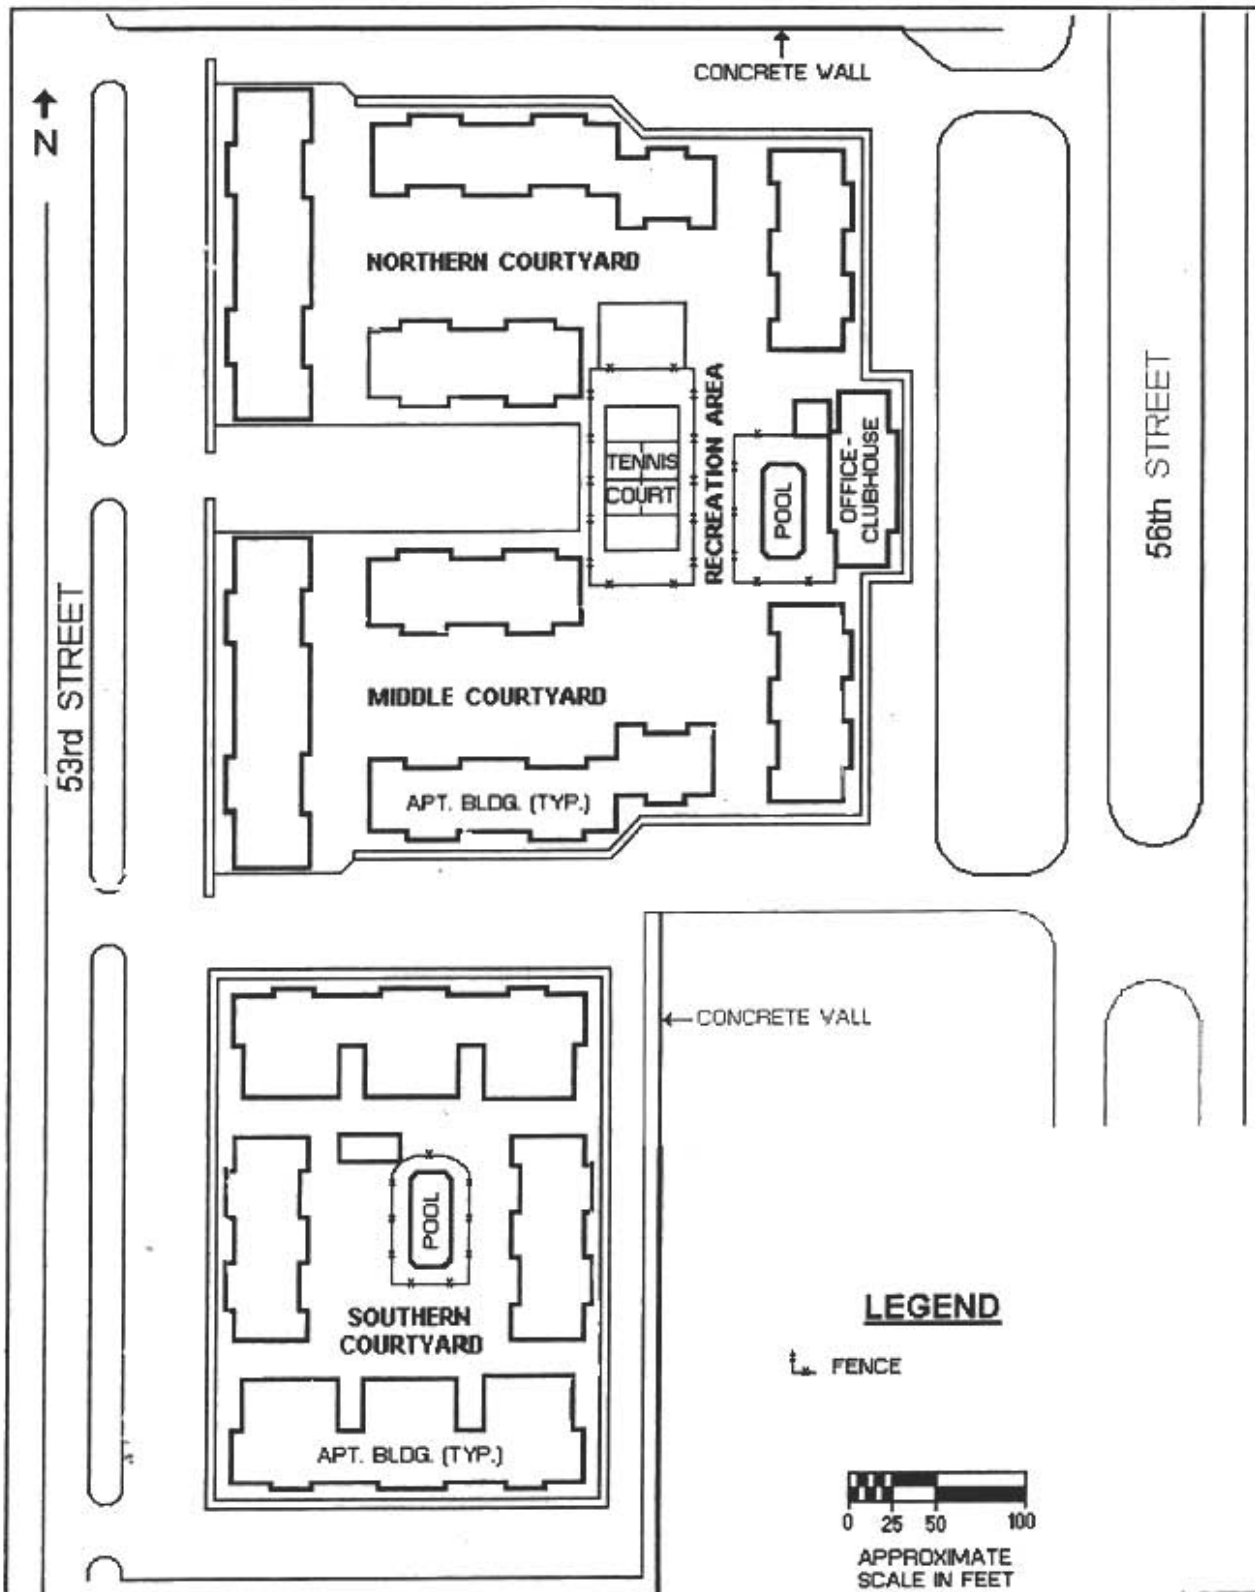 CONCRETE WALL
N
NORTHERN COURTYARD
RECREATION AREA
TENNIS
COURT
POOL
OFFICE-
CLUBHOUSE
56th STREET
53rd STREET
MIDDLE COURTYARD
APT. BLDG. (TYP.)
CONCRETE WALL
POOL
SOUTHERN
COURTYARD
APT. BLDG. (TYP.)
LEGEND
FENCE
0 25 50 100
APPROXIMATE
SCALE IN FEET